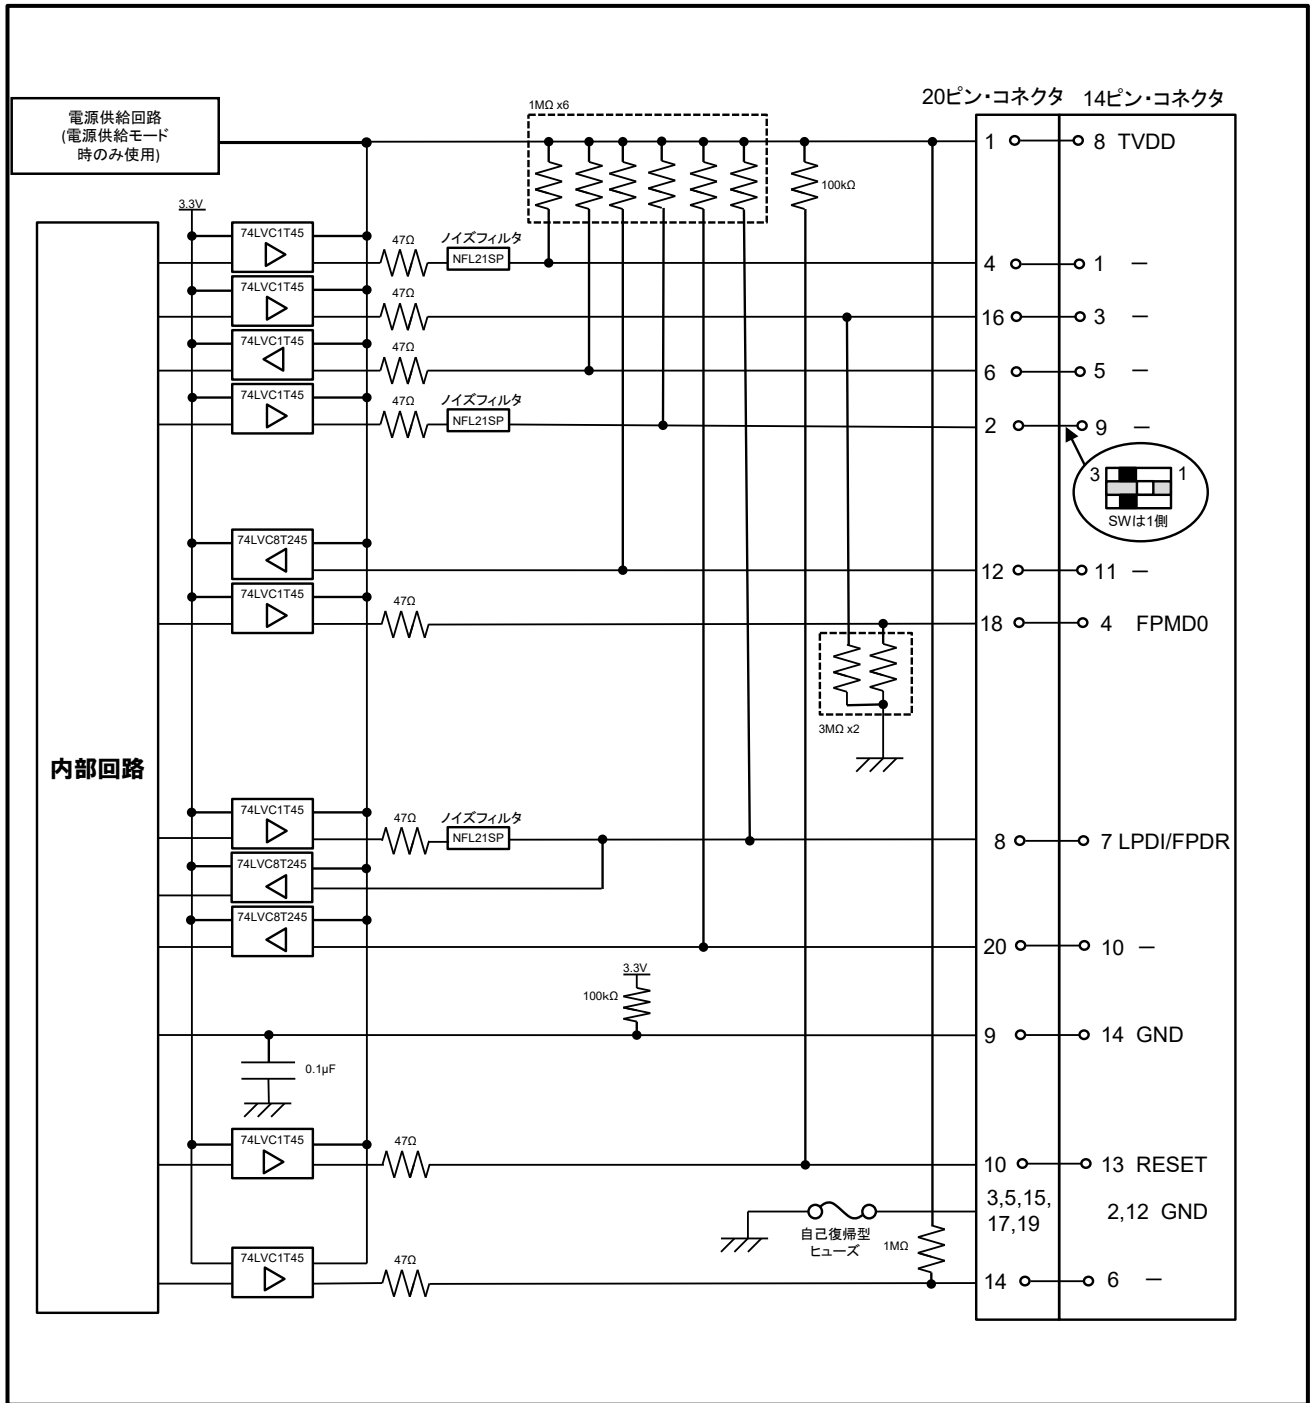 20ピン・コネクタ 14ピン・コネクタ
電源供給回路
(電源供給モード
時のみ使用)
1MΩ x6
1 8 TVDD
100kΩ
3.3V
74LVC1T45
47Ω
ノイズフィルタ
NFL21SP
4 1 －
74LVC1T45
47Ω
16 3 －
74LVC1T45
47Ω
6 5 －
74LVC1T45
47Ω
ノイズフィルタ
NFL21SP
2 9 －
3 1
SWは1側
74LVC8T245
12 11 －
74LVC1T45
47Ω
18 4 FPMD0
3MΩ x2
内部回路
74LVC1T45
47Ω
ノイズフィルタ
NFL21SP
8 7 LPDI/FPDR
74LVC8T245
74LVC8T245
20 10 －
3.3V
100kΩ
9 14 GND
0.1µF
74LVC1T45
47Ω
10 13 RESET
3,5,15,
17,19
2,12 GND
自己復帰型
ヒューズ
1MΩ
74LVC1T45
47Ω
14 6 －